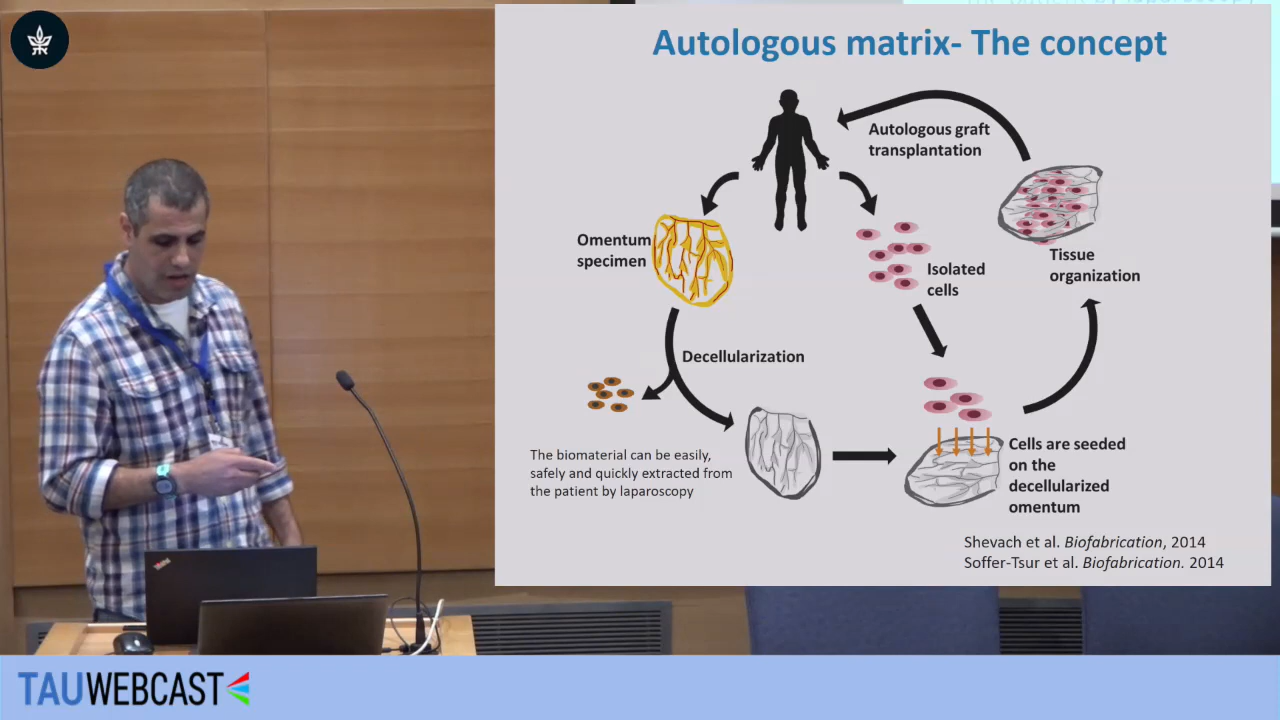 Autologous matrix- The concept
Autologous graft
transplantation
Omentum
specimen
Isolated
cells
Tissue
organization
Decellularization
The biomaterial can be easily,
safely and quickly extracted from
the patient by laparoscopy
Cells are seeded
on the
decellularized
omentum
Shevach et al. Biofabrication, 2014
Soffer-Tsur et al. Biofabrication. 2014
TAUWEBCAST